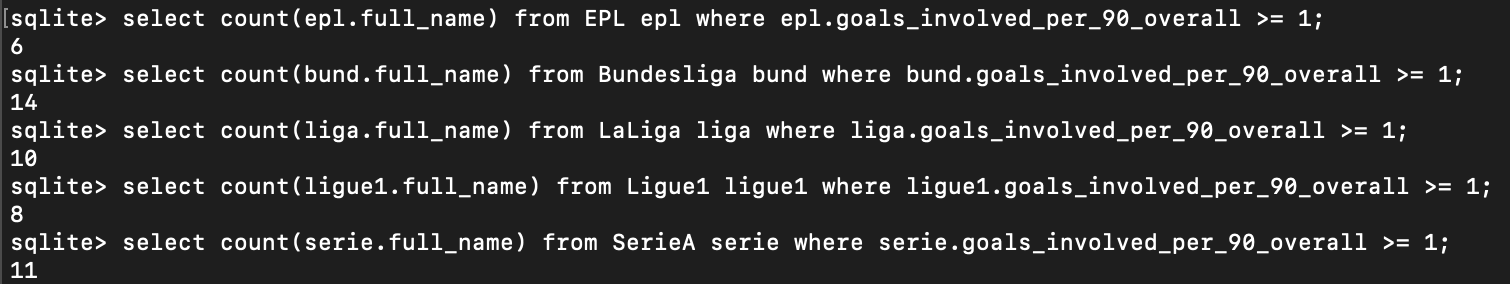 [sqlite> select count(epl.full_name) from EPL epl where epl.goals_involved_per_90_overall >= 1;
6
sqlite> select count(bund.full_name) from Bundesliga bund where bund.goals_involved_per_90_overall >= 1;
14
sqlite> select count(liga.full_name) from LaLiga liga where liga.goals_involved_per_90_overall >= 1;
10
sqlite> select count(ligue1.full_name) from Ligue1 ligue1 where ligue1.goals_involved_per_90_overall >= 1;
8
sqlite> select count(serie.full_name) from SerieA serie where serie.goals_involved_per_90_overall >= 1;
11